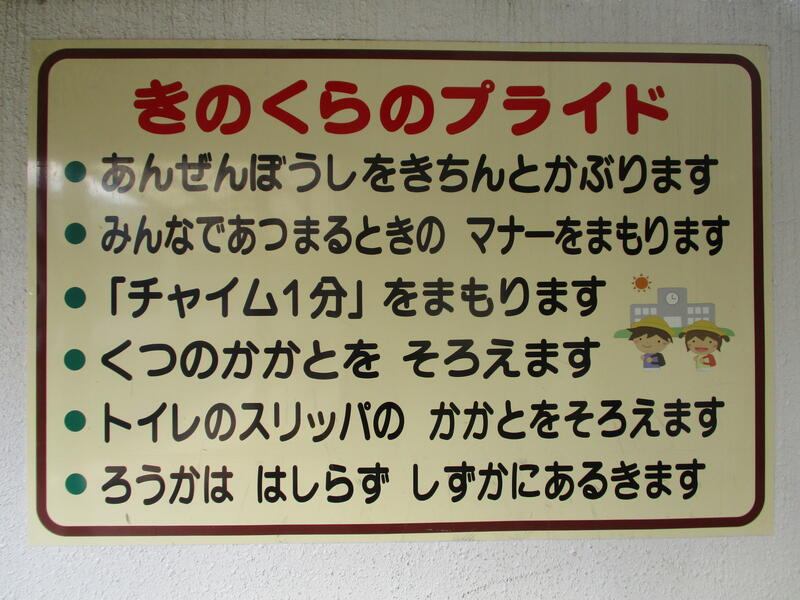 きのくらのプライド
あんぜんぼうしをきちんとかぶります
みんなであつまるときの マナーをまもります
「チャイム1分」をまもります
くつのかかとを そろえます
トイレのスリッパの かかとをそろえます
ろうかは はしらず しずかにあるきます